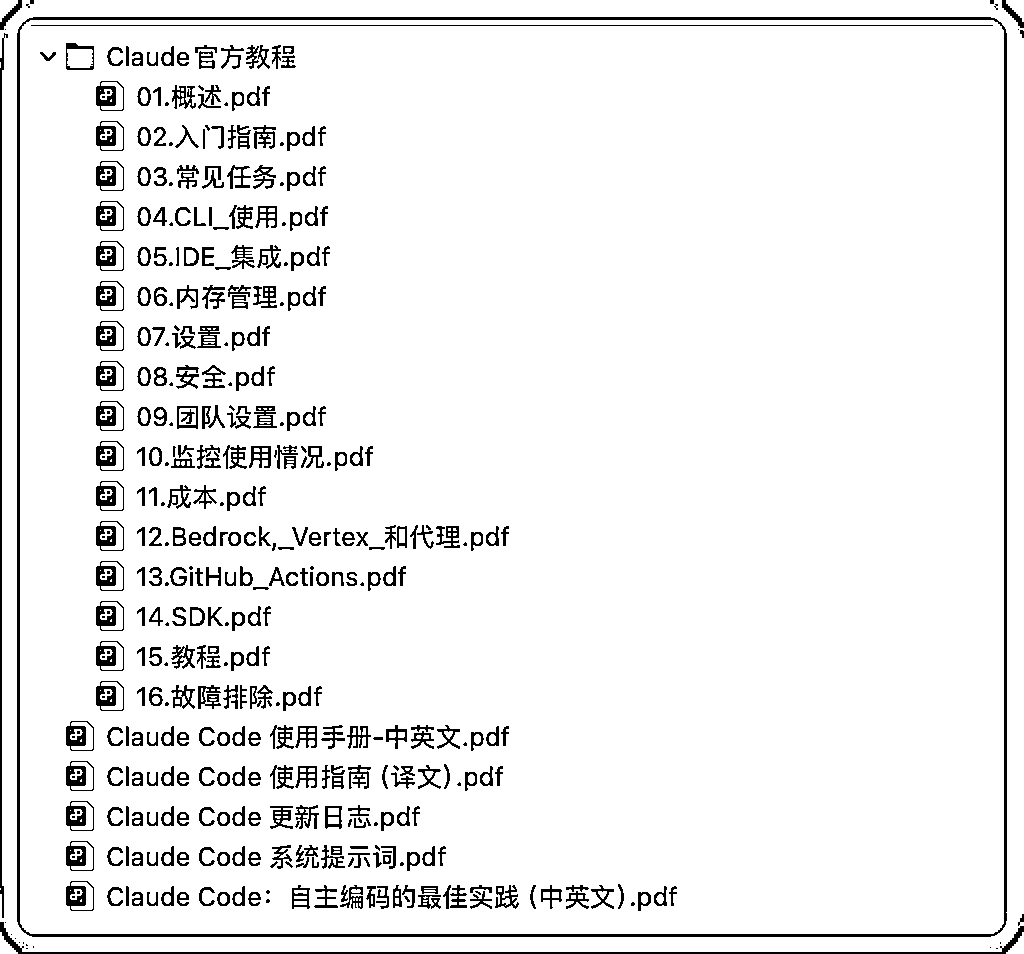 Claude官方教程
01.概述.pdf
02.入门指南.pdf
03.常见任务.pdf
04.CLI_使用.pdf
05.IDE_集成.pdf
06.内存管理.pdf
07.设置.pdf
08.安全.pdf
09.团队设置.pdf
10.监控使用情况.pdf
11.成本.pdf
12.Bedrock,_Vertex_和代理.pdf
13.GitHub_Actions.pdf
14.SDK.pdf
15.教程.pdf
16.故障排除.pdf
Claude Code 使用手册-中英文.pdf
Claude Code 使用指南（译文）.pdf
Claude Code 更新日志.pdf
Claude Code 系统提示词.pdf
Claude Code：自主编码的最佳实践（中英文）.pdf